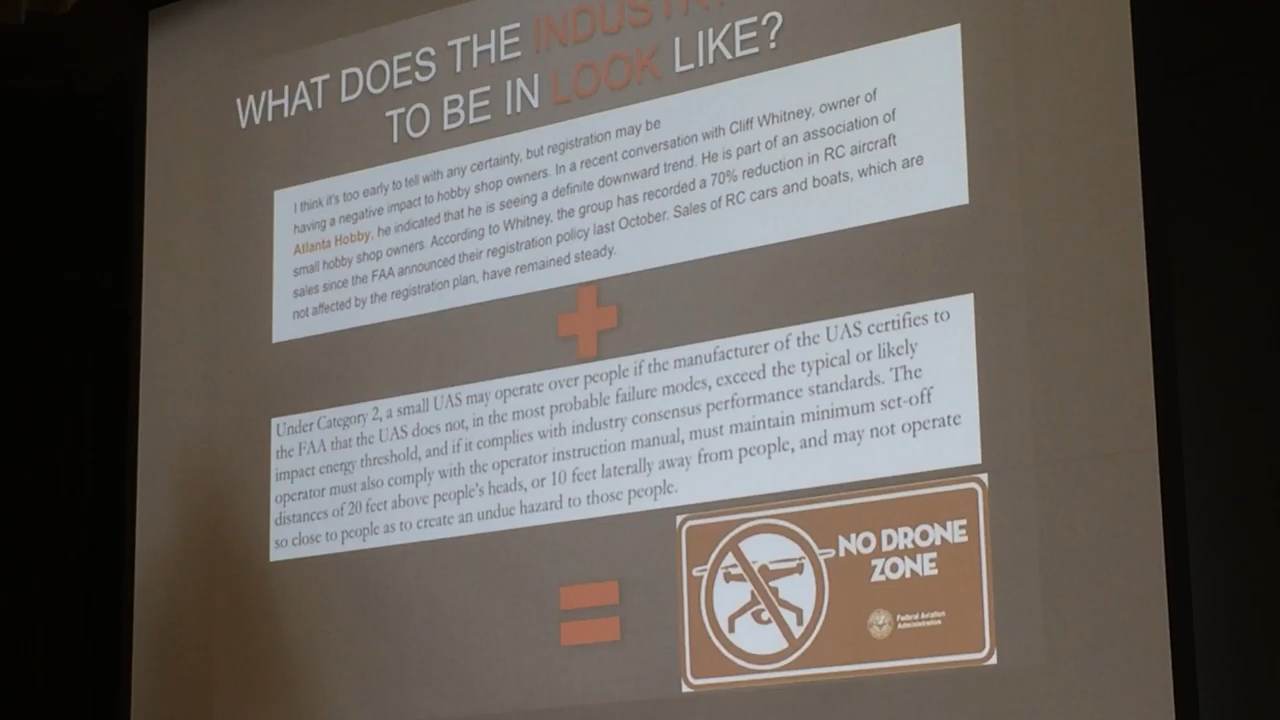 WHAT DOES THE INDUSTRY
TO BE IN LOOK LIKE?
I think it's too early to tell with any certainty, but registration may be
having a negative impact to hobby shop owners. In a recent conversation with Cliff Whitney, owner of
Atlanta Hobby, he indicated that he is seeing a definite downward trend. He is part of an association of
small hobby shop owners. According to Whitney, the group has recorded a 70% reduction in RC aircraft
sales since the FAA announced their registration policy last October. Sales of RC cars and boats, which are
not affected by the registration plan, have remained steady.
Under Category 2, a small UAS may operate over people if the manufacturer of the UAS certifies to
the FAA that the UAS does not, in the most probable failure modes, exceed the typical or likely
impact energy threshold, and if it complies with industry consensus performance standards. The
operator must also comply with the operator instruction manual, must maintain minimum set-off
distances of 20 feet above people's heads, or 10 feet laterally away from people, and may not operate
so close to people as to create an undue hazard to those people.
NO DRONE
ZONE
Federal Aviation
Administration